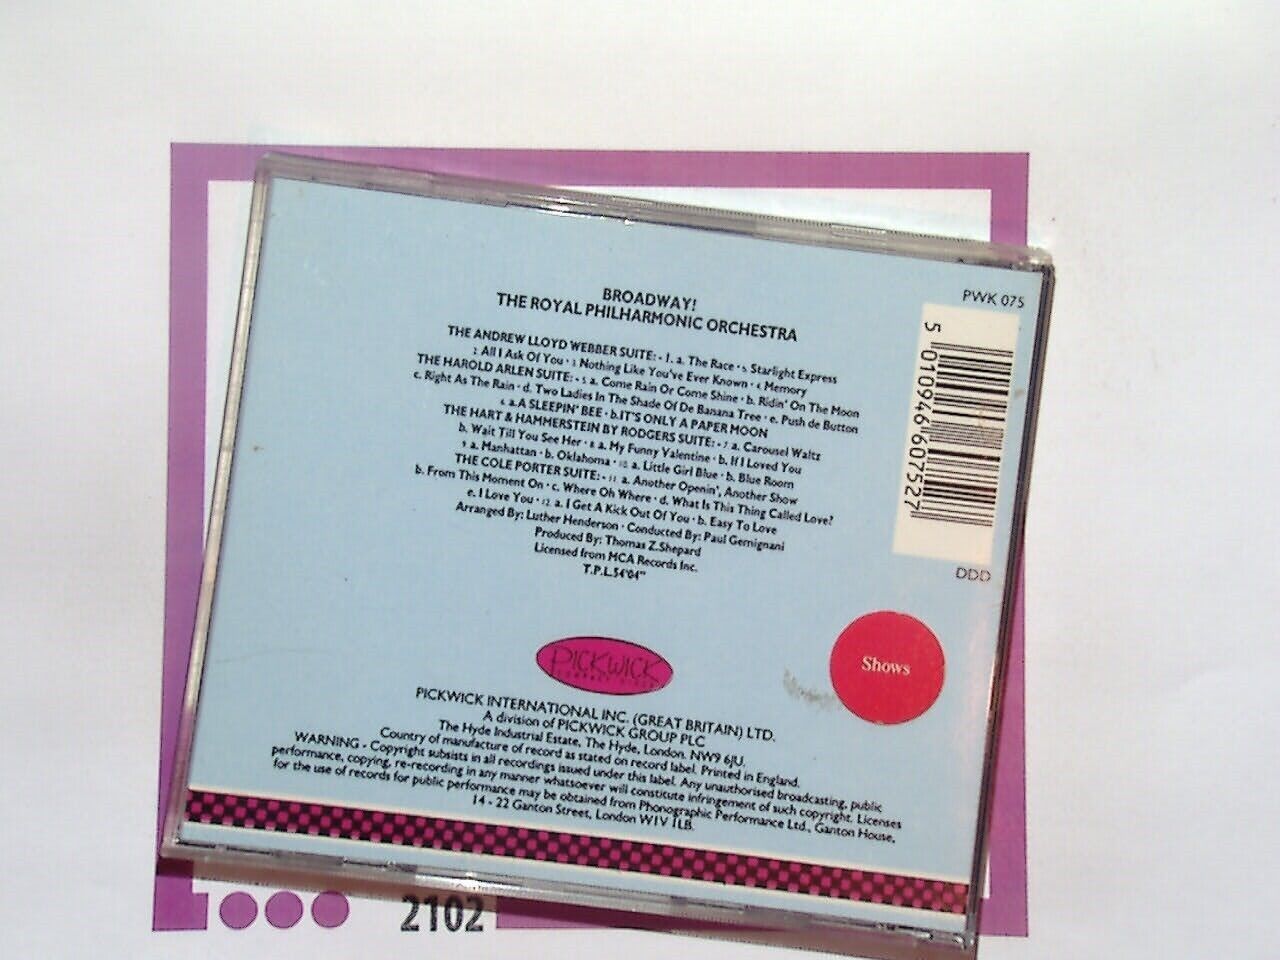 PWK 075
BROADWAY!
THE ROYAL PHILHARMONIC ORCHESTRA
THE ANDREW LLOYD WEBBER SUITE: • 1. a. The Race • b. Starlight Express
2. All I Ask Of You • 3. Nothing Like You've Ever Known • 4. Memory
THE HAROLD ARLEN SUITE: • 5. a. Come Rain Or Come Shine • b. Ridin' On The Moon
c. Right As The Rain • d. Two Ladies In The Shade Of De Banana Tree • e. Push de Button
6. a. A SLEEPIN' BEE • b. IT'S ONLY A PAPER MOON
THE HART & HAMMERSTEIN BY RODGERS SUITE: • 7. a. Carousel Waltz
b. Wait Till You See Her • 8. a. My Funny Valentine • b. If I Loved You
9. a. Manhattan • b. Oklahoma • 10. a. Little Girl Blue • b. Blue Room
THE COLE PORTER SUITE: • 11. a. Another Openin', Another Show
b. From This Moment On • c. Where Oh Where • d. What Is This Thing Called Love?
e. I Love You • 12. a. I Get A Kick Out Of You • b. Easy To Love
Arranged By: Luther Henderson • Conducted By: Paul Gemignani
Produced By: Thomas Z.Shepard
Licensed from MCA Records Inc.
T.P.L.54'04"
5 010946 607527
DDD
Shows
PICKWICK
COMPACT DISCS
PICKWICK INTERNATIONAL INC. (GREAT BRITAIN) LTD.
A division of PICKWICK GROUP PLC
The Hyde Industrial Estate, The Hyde, London. NW9 6JU.
Country of manufacture of record as stated on record label. Printed in England.
WARNING - Copyright subsists in all recordings issued under this label. Any unauthorised broadcasting, public
performance, copying, re-recording in any manner whatsoever will constitute infringement of such copyright. Licenses
for the use of records for public performance may be obtained from Phonographic Performance Ltd., Ganton House,
14 - 22 Ganton Street, London W1V 1LB.
2102